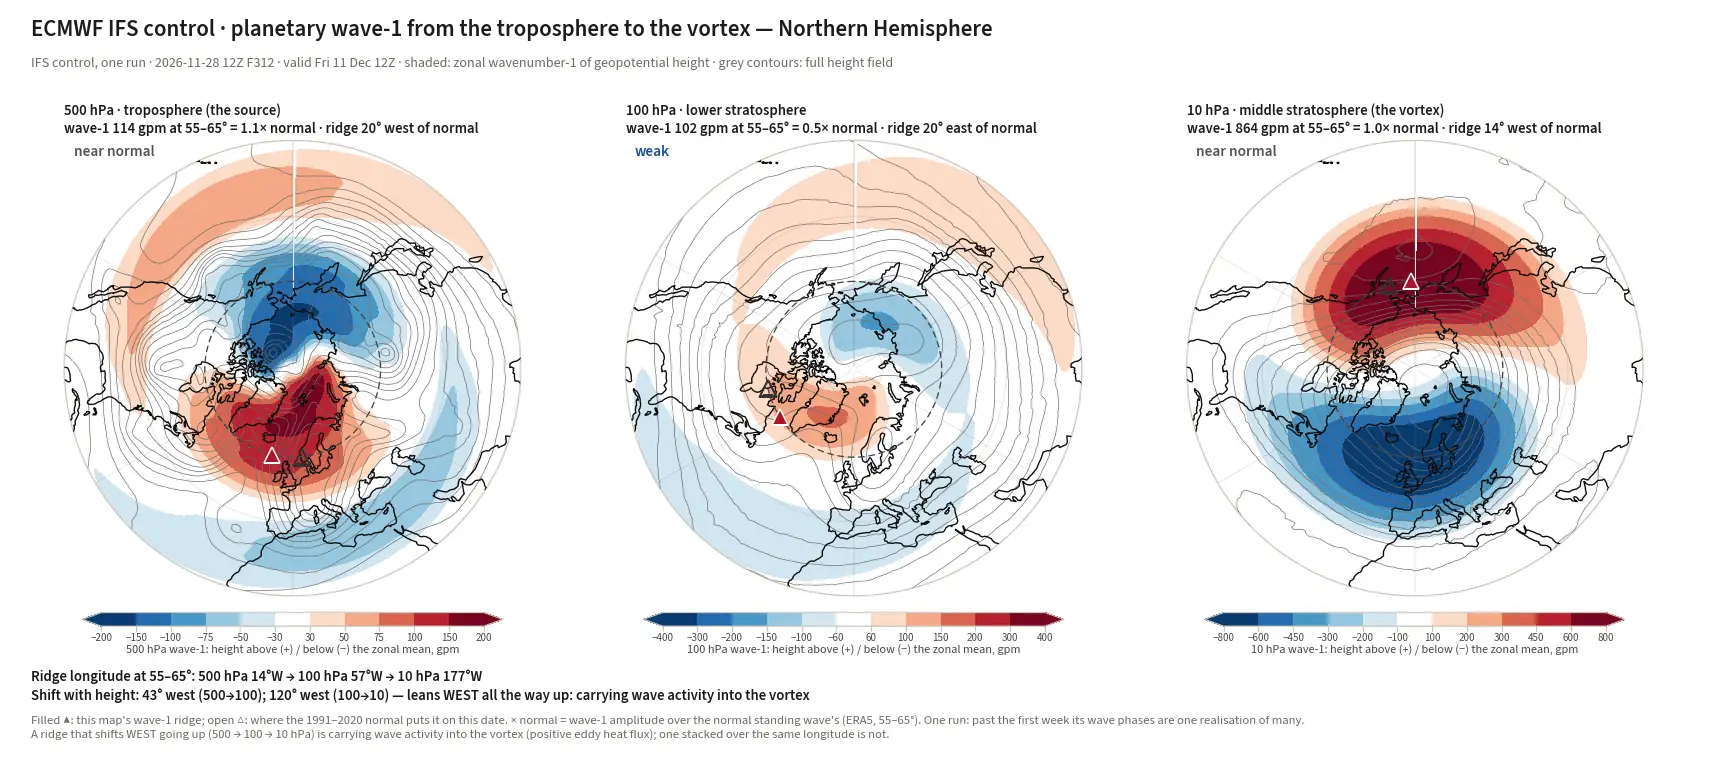 ECMWF IFS control · planetary wave-1 from the troposphere to the vortex — Northern Hemisphere
IFS control, one run · 2026-11-28 12Z F312 · valid Fri 11 Dec 12Z · shaded: zonal wavenumber-1 of geopotential height · grey contours: full height field
500 hPa · troposphere (the source)
wave-1 114 gpm at 55–65° = 1.1× normal · ridge 20° west of normal
near normal
100 hPa · lower stratosphere
wave-1 102 gpm at 55–65° = 0.5× normal · ridge 20° east of normal
weak
10 hPa · middle stratosphere (the vortex)
wave-1 864 gpm at 55–65° = 1.0× normal · ridge 14° west of normal
near normal
−200 −150 −100 −75 −50 −30 30 50 75 100 150 200
500 hPa wave-1: height above (+) / below (−) the zonal mean, gpm
−400 −300 −200 −150 −100 −60 60 100 150 200 300 400
100 hPa wave-1: height above (+) / below (−) the zonal mean, gpm
−800 −600 −450 −300 −200 −100 100 200 300 450 600 800
10 hPa wave-1: height above (+) / below (−) the zonal mean, gpm
Ridge longitude at 55–65°: 500 hPa 14°W → 100 hPa 57°W → 10 hPa 177°W
Shift with height: 43° west (500→100); 120° west (100→10) — leans WEST all the way up: carrying wave activity into the vortex
Filled ▲: this map's wave-1 ridge; open △: where the 1991–2020 normal puts it on this date. × normal = wave-1 amplitude over the normal standing wave's (ERA5, 55–65°). One run: past the first week its wave phases are one realisation of many.
A ridge that shifts WEST going up (500 → 100 → 10 hPa) is carrying wave activity into the vortex (positive eddy heat flux); one stacked over the same longitude is not.